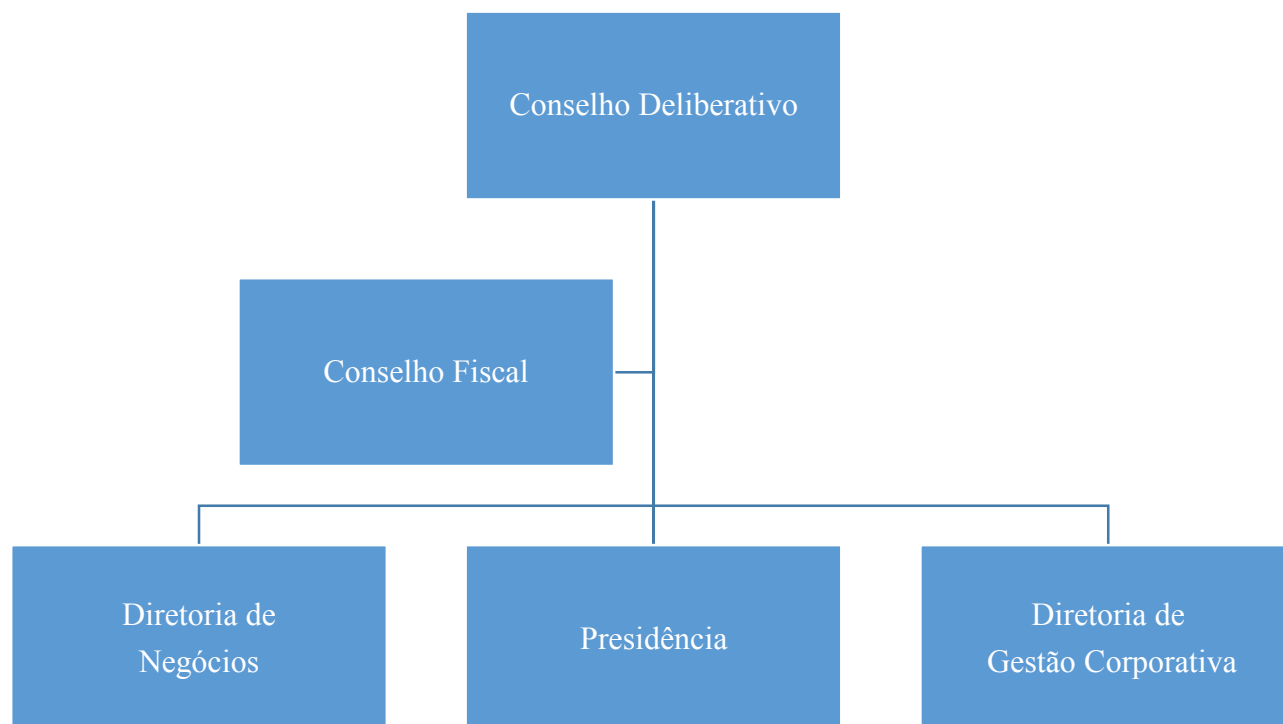 Conselho Deliberativo
Conselho Fiscal
Diretoria de
Negócios
Presidência
Diretoria de
Gestão Corporativa